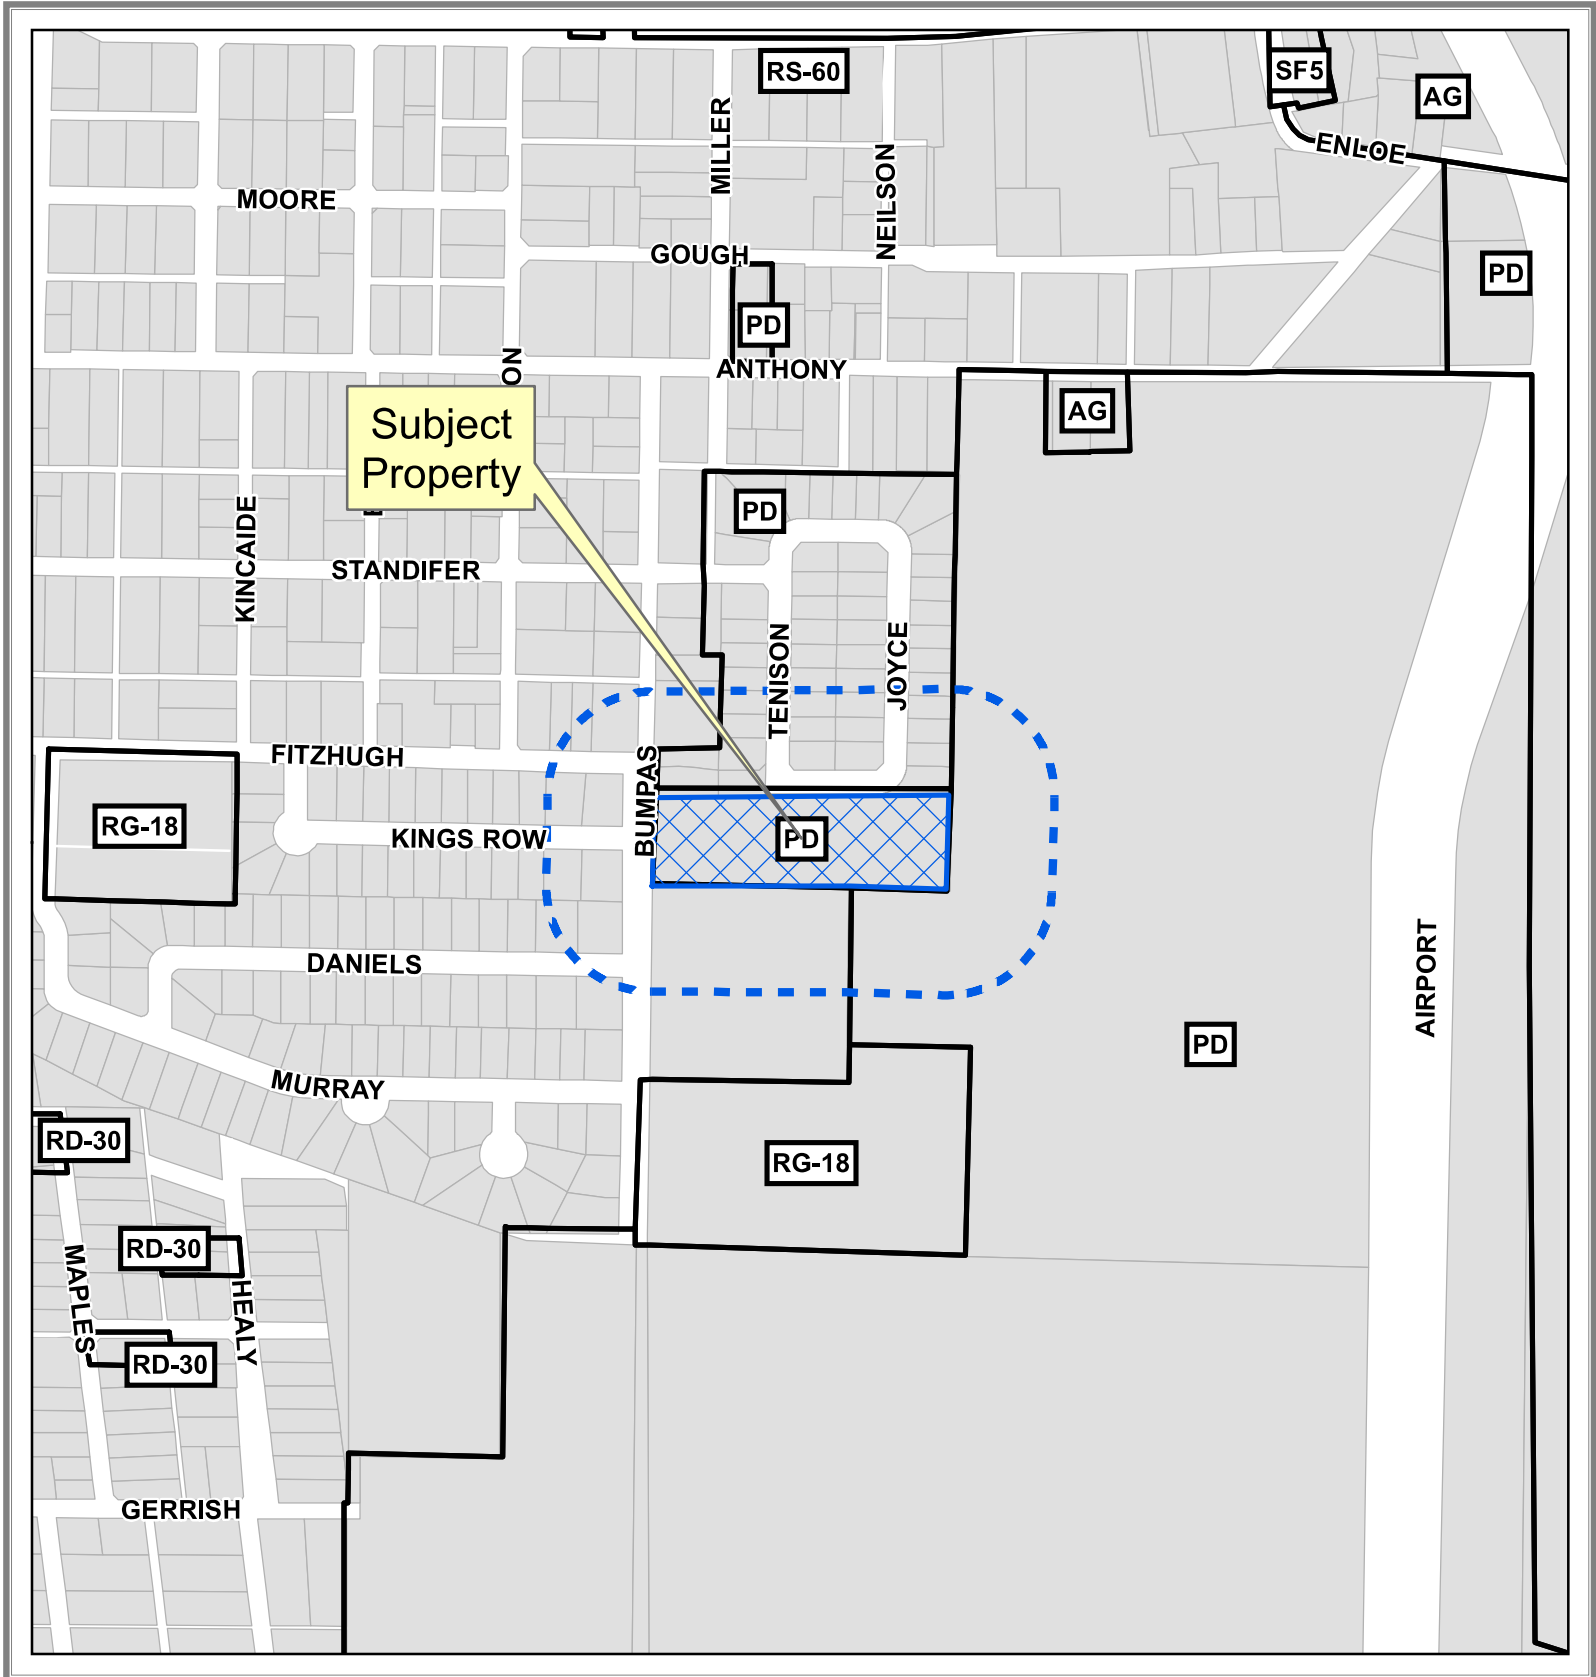 RS-60
SF5
AG
MILLER
ENLOE
NEILSON
MOORE
GOUGH
PD
PD
ANTHONY
ON
AG
Subject
Property
PD
KINCAIDE
STANDIFER
TENISON
JOYCE
FITZHUGH
BUMPAS
RG-18
KINGS ROW
PD
DANIELS
AIRPORT
PD
MURRAY
RD-30
RG-18
RD-30
MAPLES
HEALY
RD-30
GERRISH